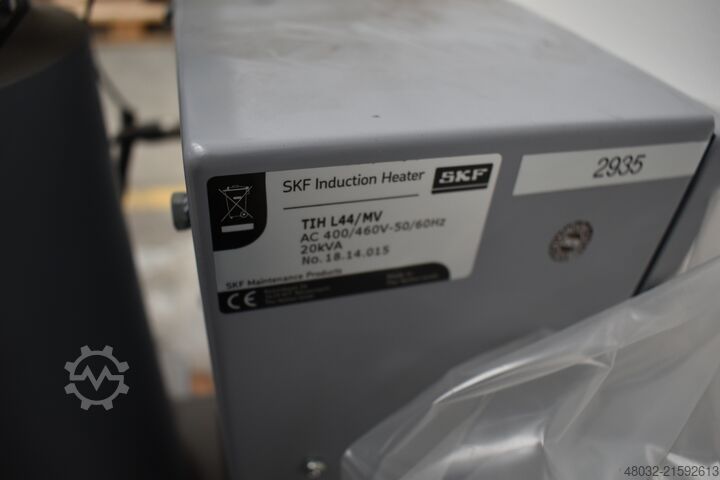 SKF Induction Heater SKF
2935
TIH L44/MV
AC 400/460V-50/60Hz
20kVA
No. 18.14.015
SKF Maintenance Products
CE
48032-21592613